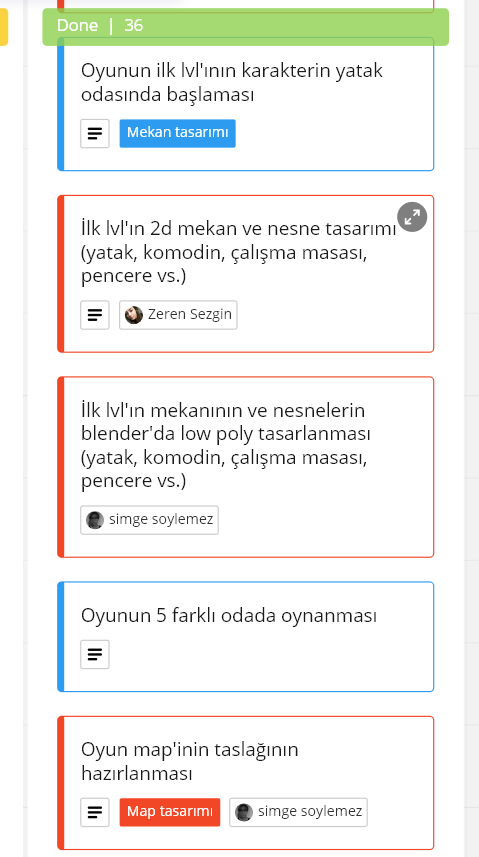 Done | 36
Oyunun ilk lvl'ının karakterin yatak
odasında başlaması
Mekan tasarımı
İlk lvl'ın 2d mekan ve nesne tasarımı
(yatak, komodin, çalışma masası,
pencere vs.)
Zeren Sezgin
İlk lvl'ın mekanının ve nesnelerin
blender'da low poly tasarlanması
(yatak, komodin, çalışma masası,
pencere vs.)
simge soylemez
Oyunun 5 farklı odada oynanması
Oyun map'inin taslağının
hazırlanması
Map tasarımı
simge soylemez